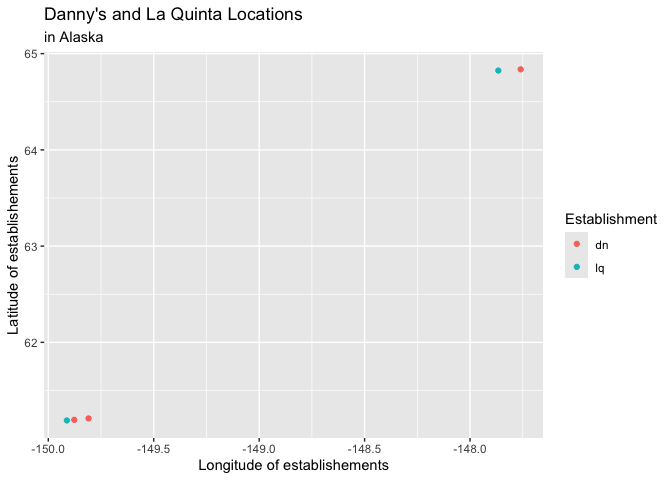 Danny's and La Quinta Locations
in Alaska
65
64
63
62
Latitude of establishements
-150.0
-149.5
-149.0
-148.5
-148.0
Longitude of establishements
Establishment
dn
lq